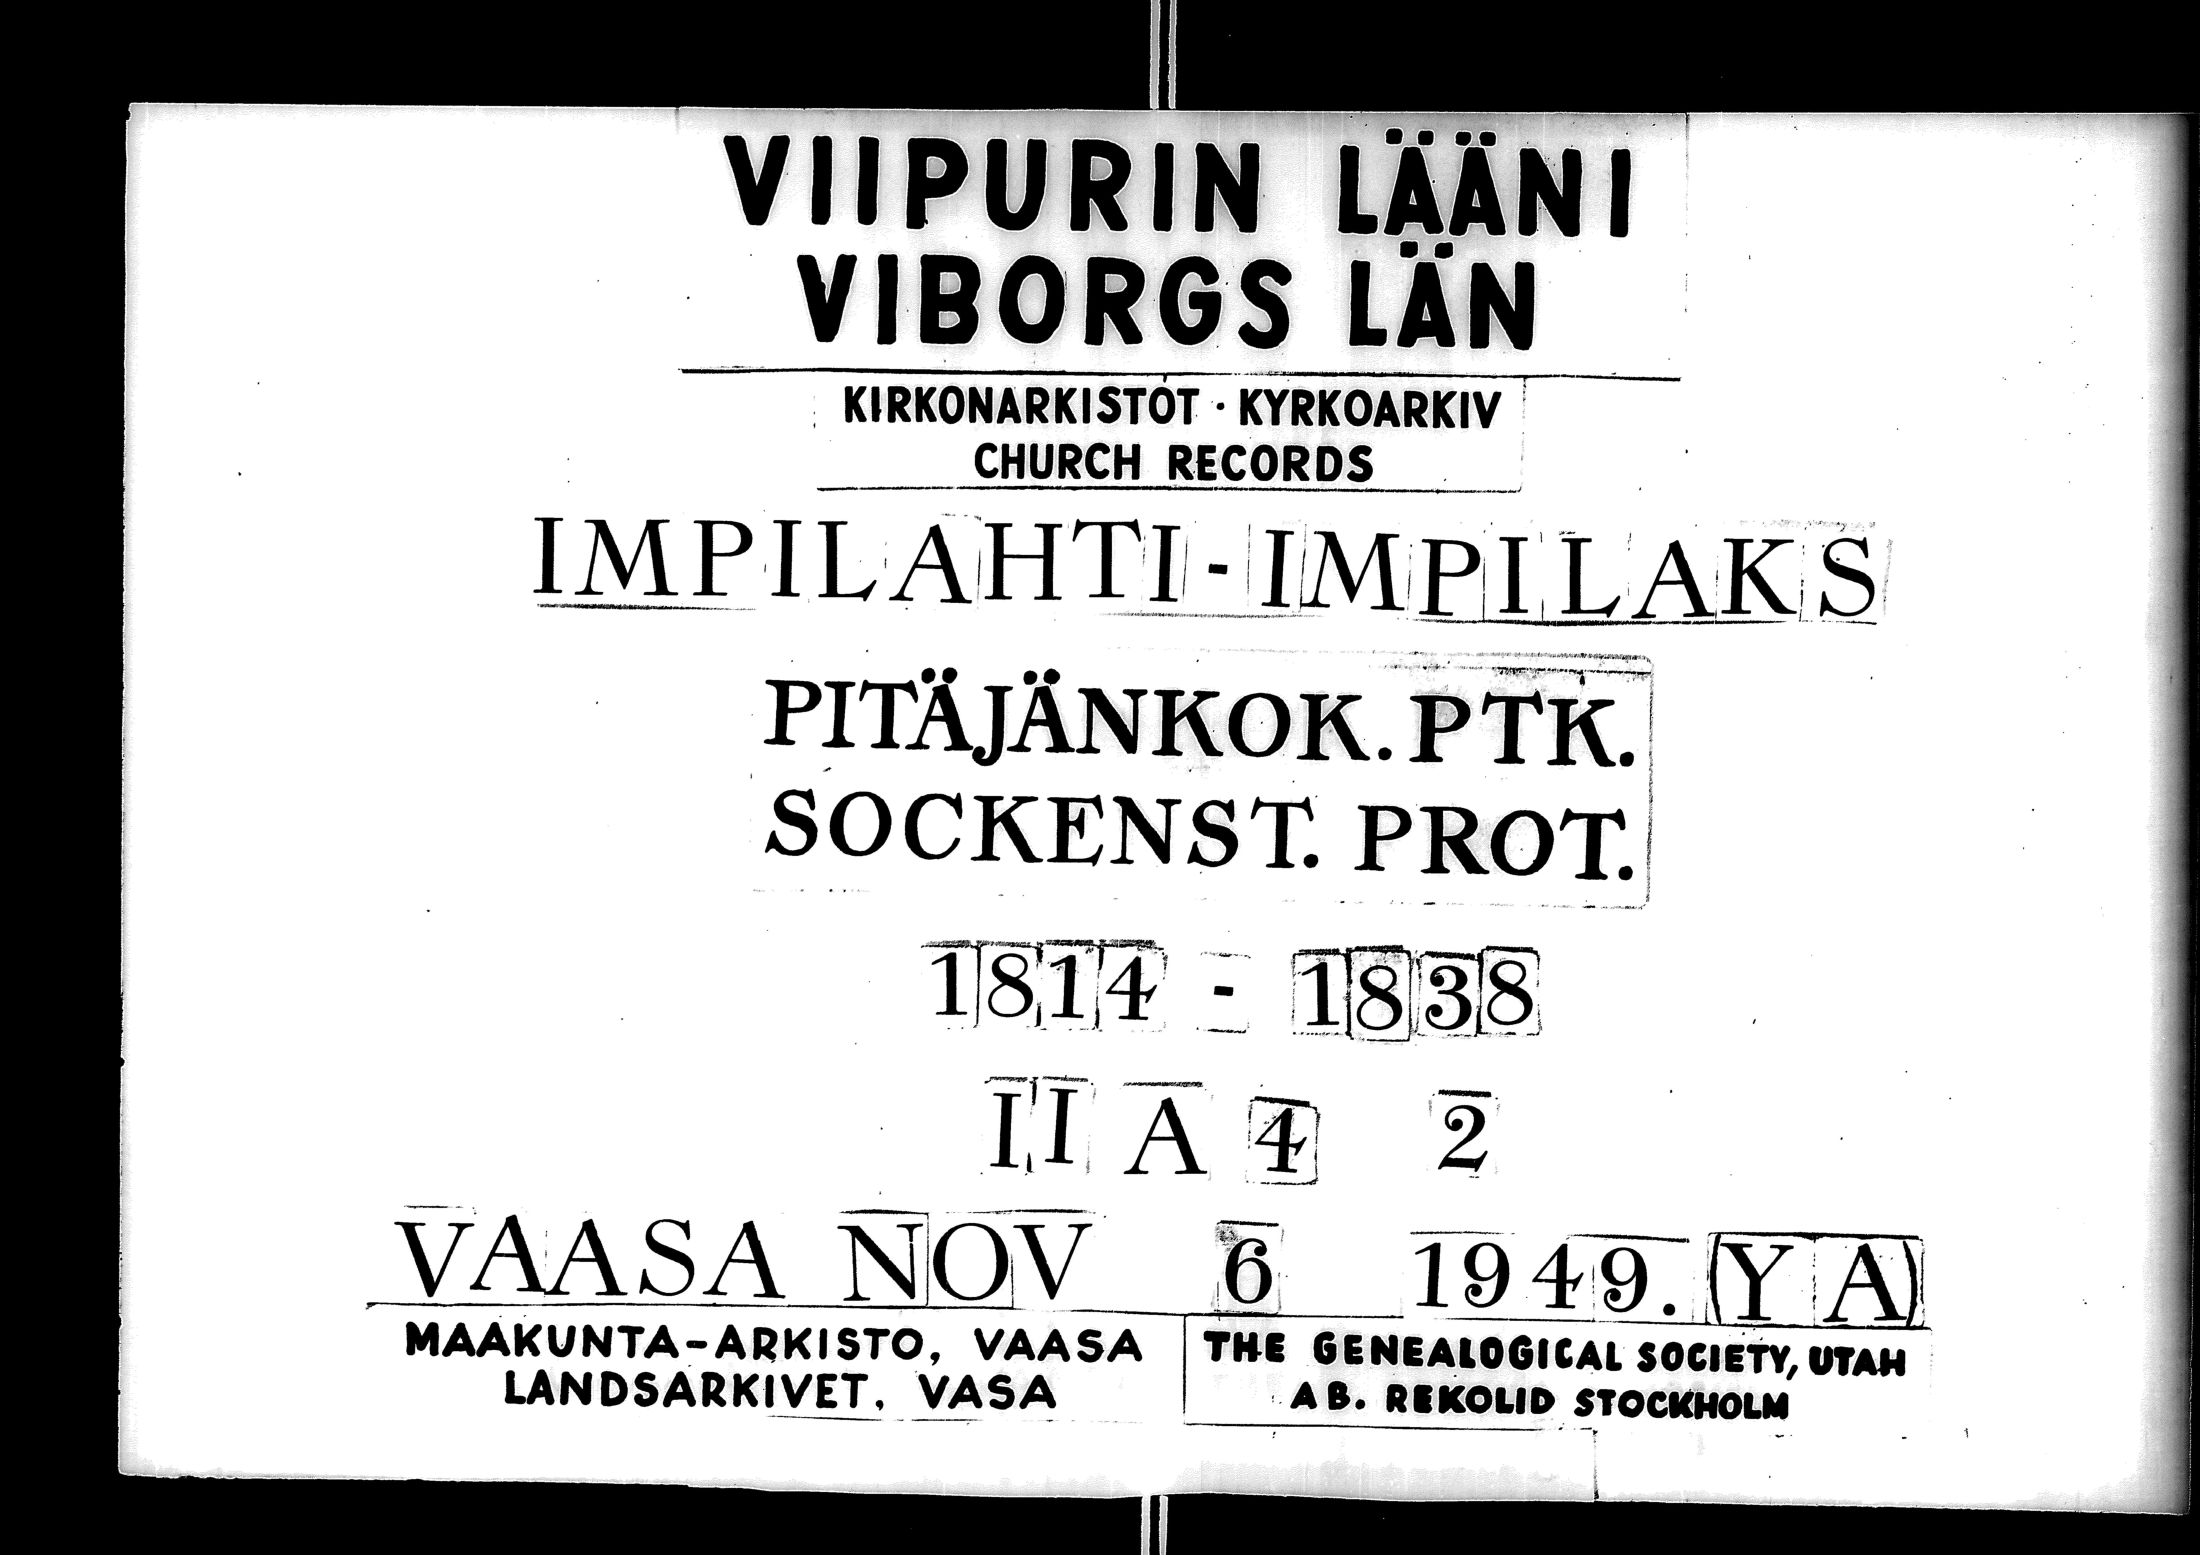 VIIPURIN LÄÄNI
VIBORGS LÄN
KIRKONARKISTOT · KYRKOARKIV
CHURCH RECORDS
IMPILAHTI - IMPILAKS
PITÄJÄNKOK. PTK.
SOCKENST. PROT.
1814 - 1838
II A 4 2
VAASA NOV 6 1949. (YA)
MAAKUNTA-ARKISTO, VAASA
LANDSARKIVET, VASA
THE GENEALOGICAL SOCIETY, UTAH
AB. REKOLID STOCKHOLM